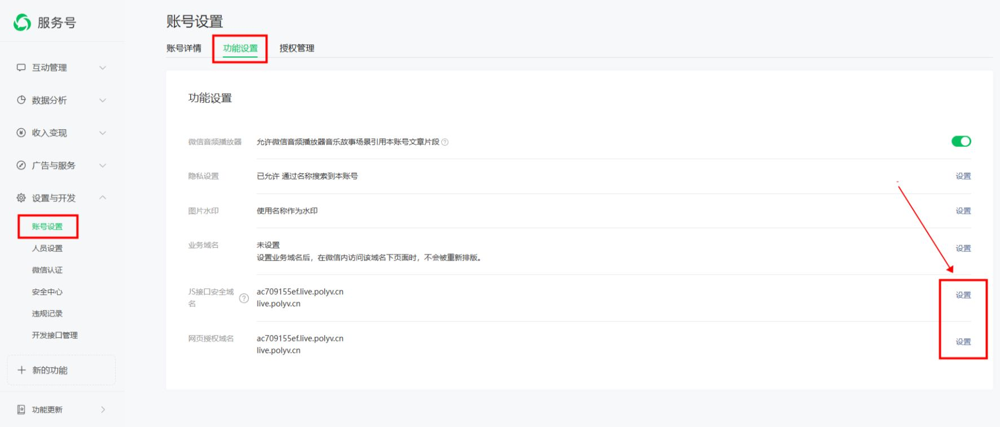 服务号
互动管理
数据分析
收入变现
广告与服务
设置与开发
账号设置
人员设置
微信认证
安全中心
违规记录
开发接口管理
新的功能
功能更新
账号设置
账号详情 功能设置 授权管理
功能设置
微信音频播放器 允许微信音频播放器音乐故事场景引用本账号文章片段 ?
隐私设置 已允许 通过名称搜索到本账号 设置
图片水印 使用名称作为水印 设置
业务域名 未设置 设置
设置业务域名后，在微信内访问该域名下页面时，不会被重新排版。
JS接口安全域 ? ac709155ef.live.polyv.cn 设置
名 live.polyv.cn
网页授权域名 ac709155ef.live.polyv.cn 设置
live.polyv.cn